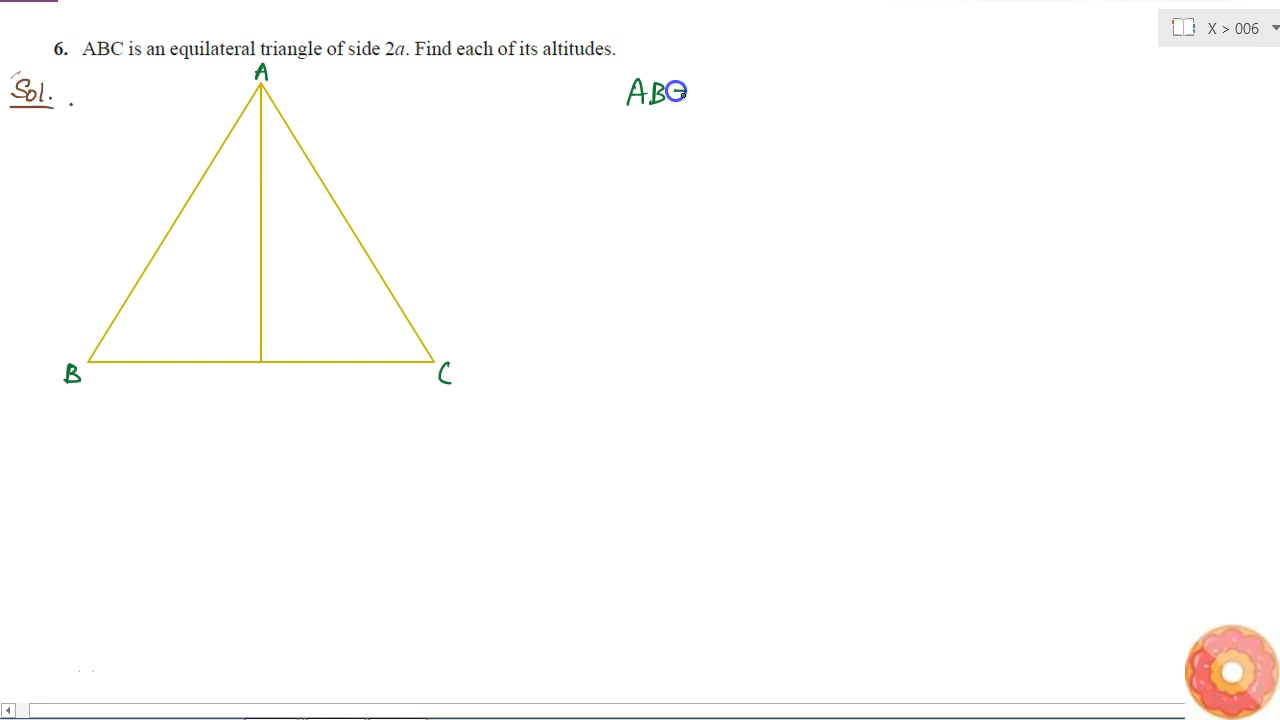 X > 006
6. ABC is an equilateral triangle of side 2a. Find each of its altitudes.
Sol.
A
AB=
B
C